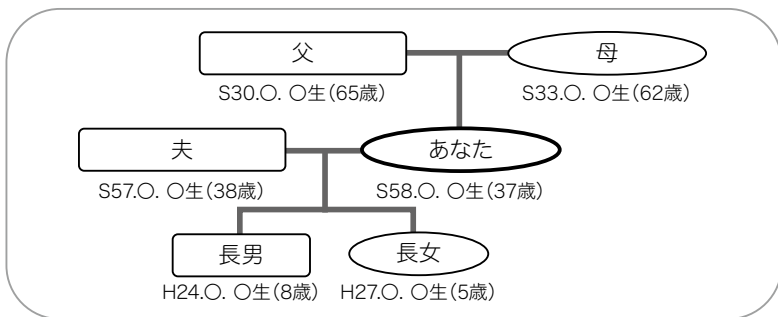 父
母
S30.〇. 〇生(65歳)
S33.〇. 〇生(62歳)
夫
あなた
S57.〇. 〇生(38歳)
S58.〇. 〇生(37歳)
長男
長女
H24.〇. 〇生(8歳)
H27.〇. 〇生(5歳)